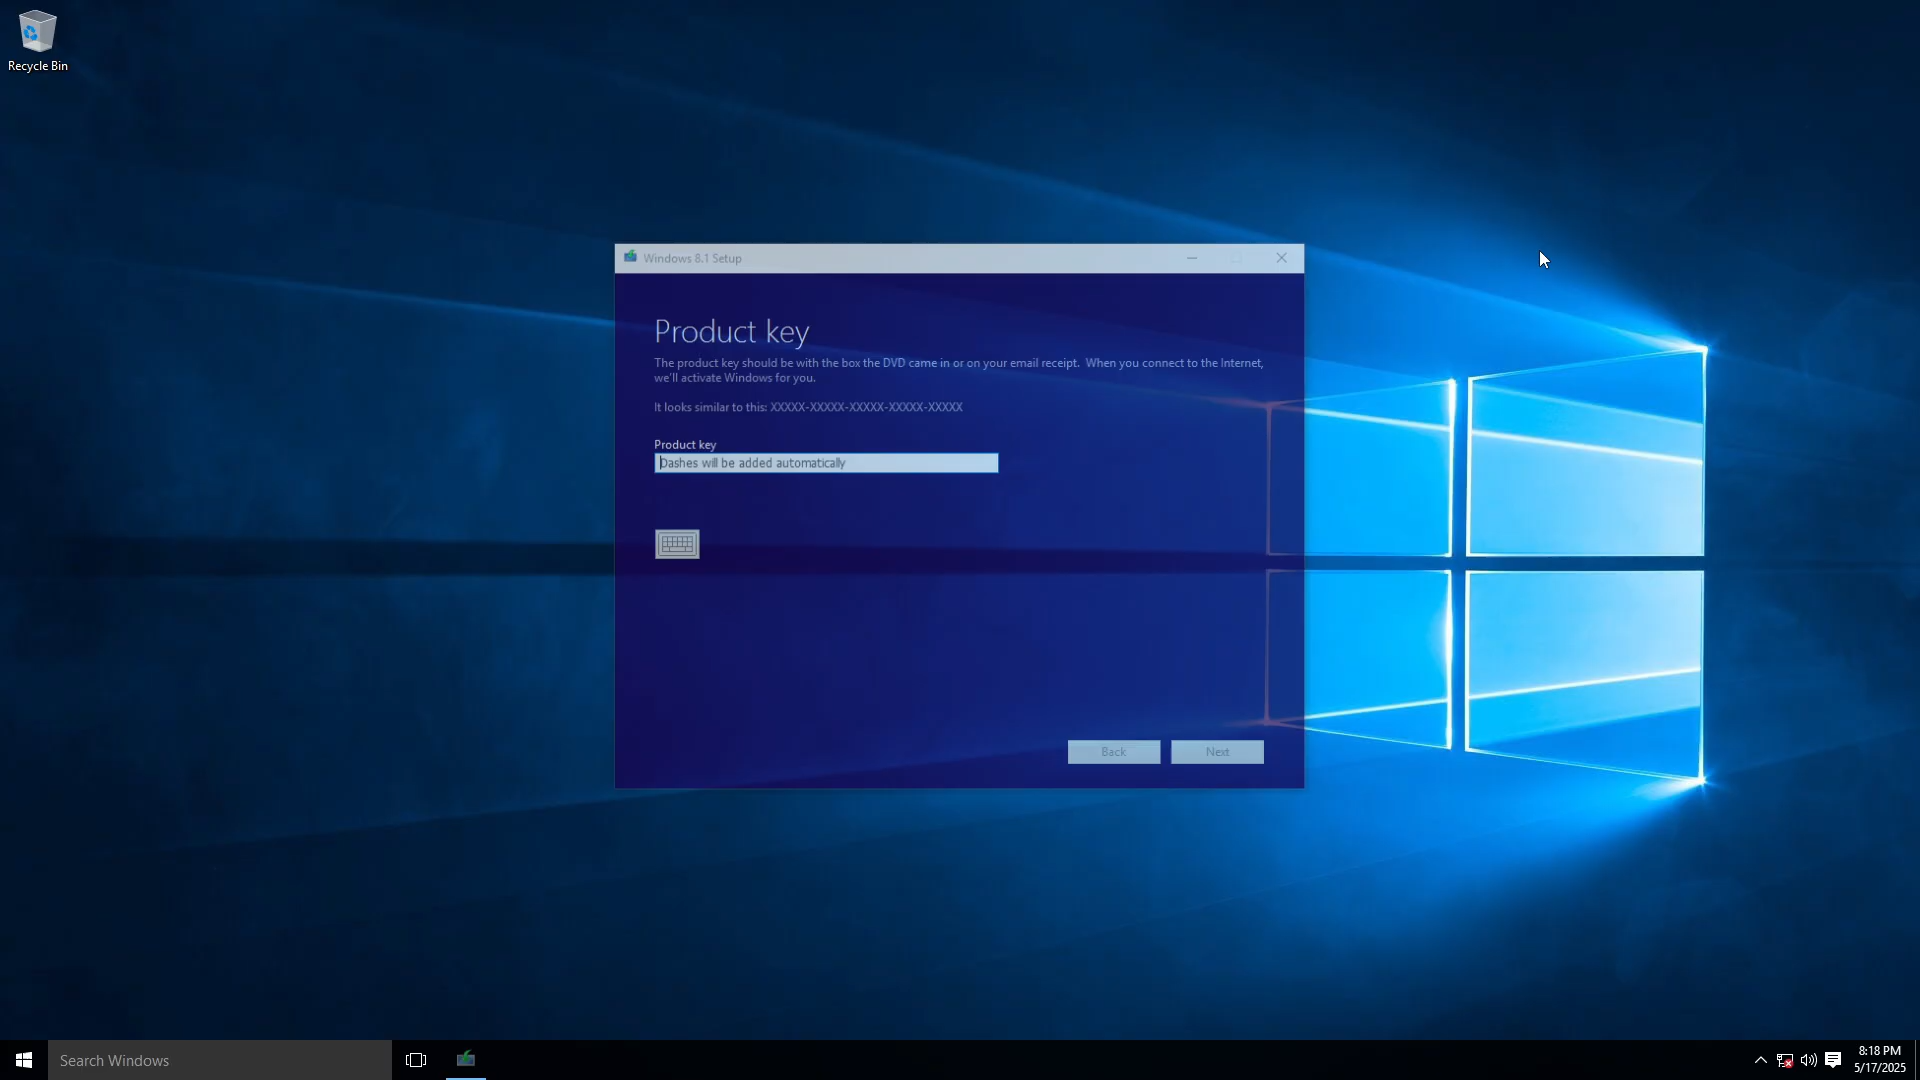 Recycle Bin
Windows 8.1 Setup
Product key
The product key should be with the box the DVD came in or on your email receipt.  When you connect to the Internet,
we'll activate Windows for you.
It looks similar to this: XXXXX-XXXXX-XXXXX-XXXXX-XXXXX
Product key
Dashes will be added automatically
Back
Next
Search Windows
8:18 PM
5/17/2025